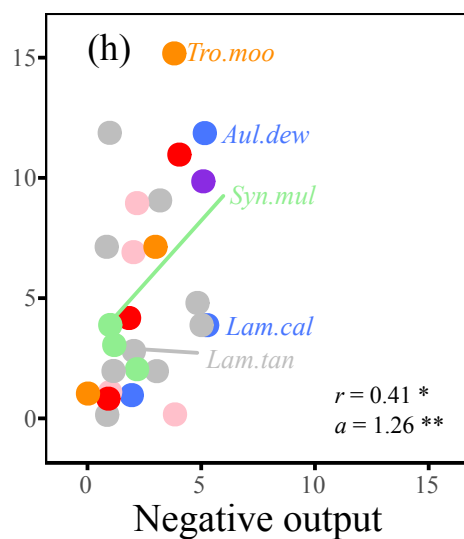 (h)
Tro.moo
Aul.dew
Syn.mul
Lam.cal
Lam.tan
r = 0.41 *
a = 1.26 **
15
10
5
0
0 5 10 15
Negative output